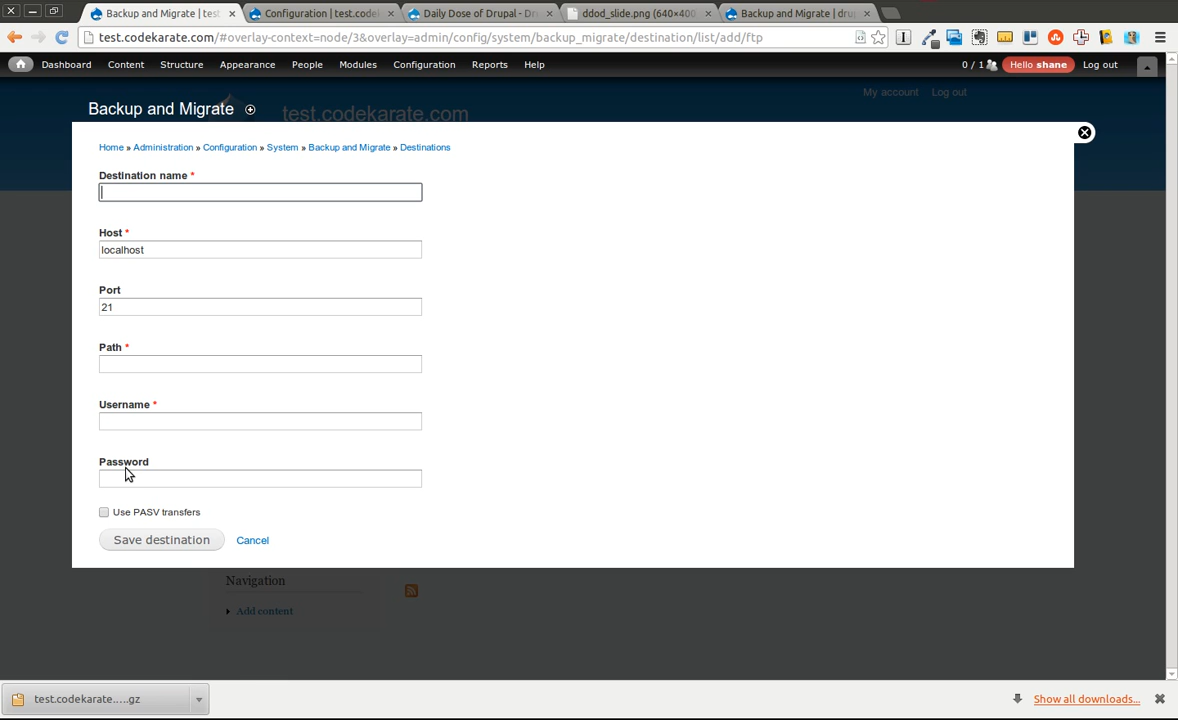 Backup and Migrate | test
Configuration | test.codek
Daily Dose of Drupal - Dr
ddod_slide.png (640×400
Backup and Migrate | dru
test.codekarate.com/#overlay-context=node/3&overlay=admin/config/system/backup_migrate/destination/list/add/ftp
Dashboard Content Structure Appearance People Modules Configuration Reports Help 0 / 1 Hello shane Log out
My account Log out
Backup and Migrate
test.codekarate.com
Home » Administration » Configuration » System » Backup and Migrate » Destinations
Destination name *
Host *
localhost
Port
21
Path *
Username *
Password
Use PASV transfers
Save destination Cancel
Navigation
Add content
test.codekarate.….gz
Show all downloads...